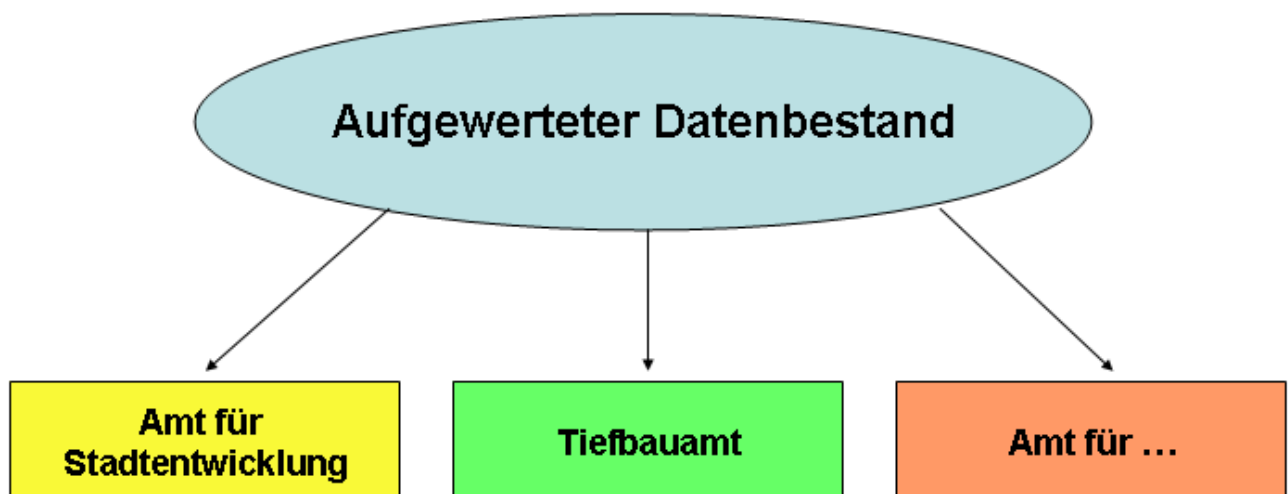 Aufgewerteter Datenbestand
Amt für
Stadtentwicklung
Tiefbauamt
Amt für ...